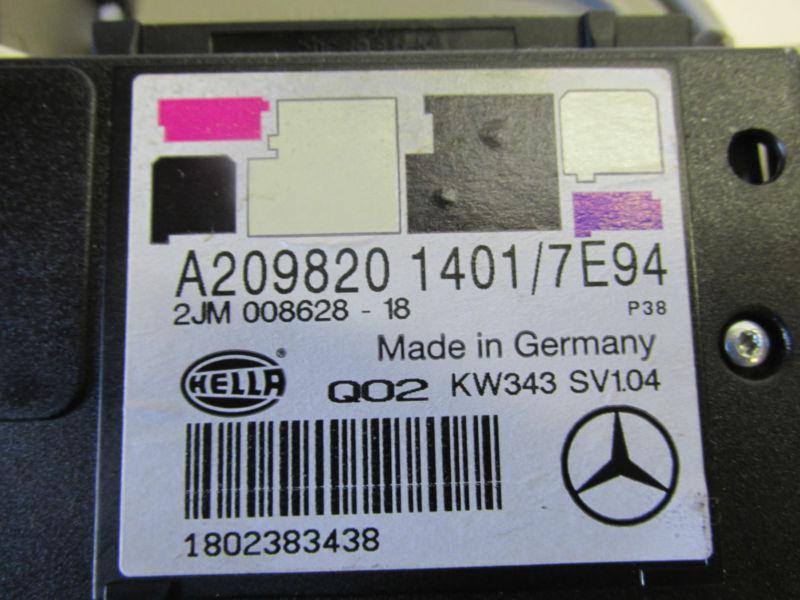 A209820 1401/7E94
2JM 008628 - 18 P38
Made in Germany
HELLA ® Q02 KW343 SV1.04
1802383438